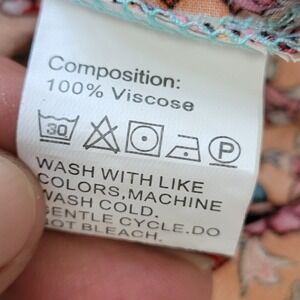 Composition:
100% Viscose
30 P
WASH WITH LIKE
COLORS,MACHINE
WASH COLD.
GENTLE CYCLE.DO
NOT BLEACH.